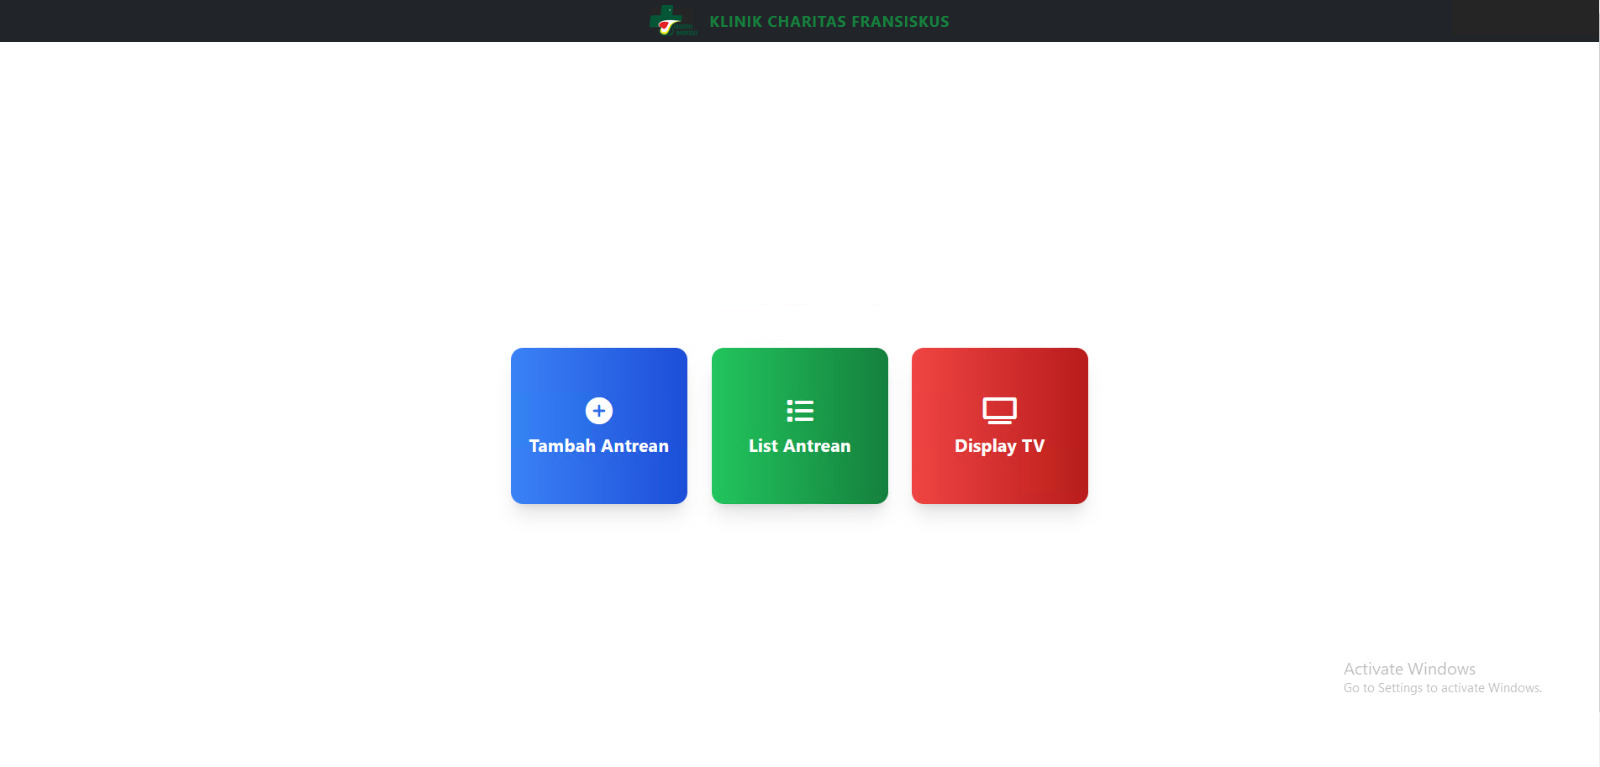 KLINIK CHARITAS FRANSISKUS
Tambah Antrean
List Antrean
Display TV
Activate Windows
Go to Settings to activate Windows.